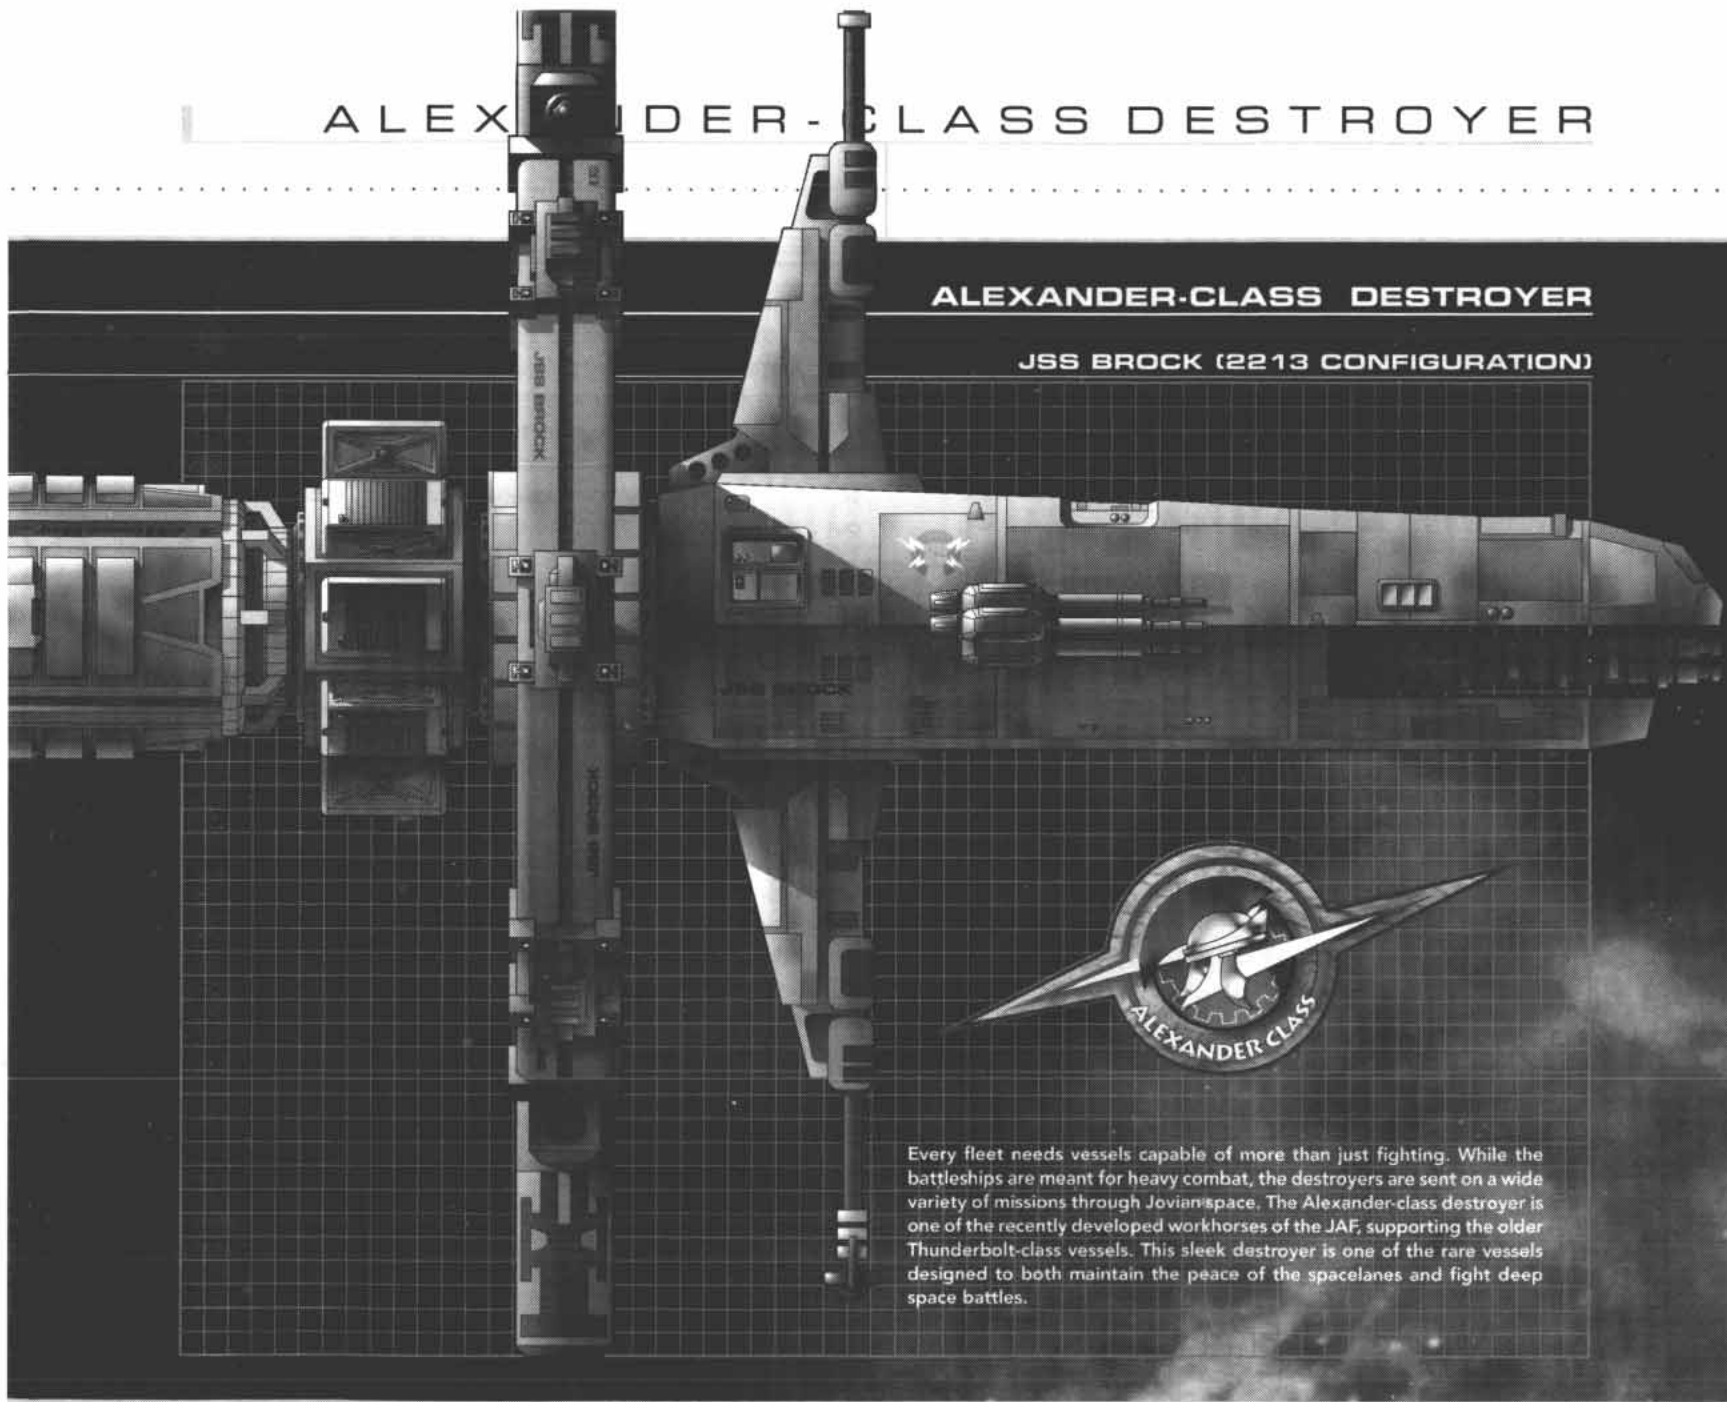 ALEXANDER-CLASS DESTROYER
ALEXANDER-CLASS DESTROYER
JSS BROCK (2213 CONFIGURATION)
JSS BROCK
JSS BROCK
JSS BROCK
ALEXANDER CLASS
Every fleet needs vessels capable of more than just fighting. While the
battleships are meant for heavy combat, the destroyers are sent on a wide
variety of missions through Jovian space. The Alexander-class destroyer is
one of the recently developed workhorses of the JAF, supporting the older
Thunderbolt-class vessels. This sleek destroyer is one of the rare vessels
designed to both maintain the peace of the spacelanes and fight deep
space battles.